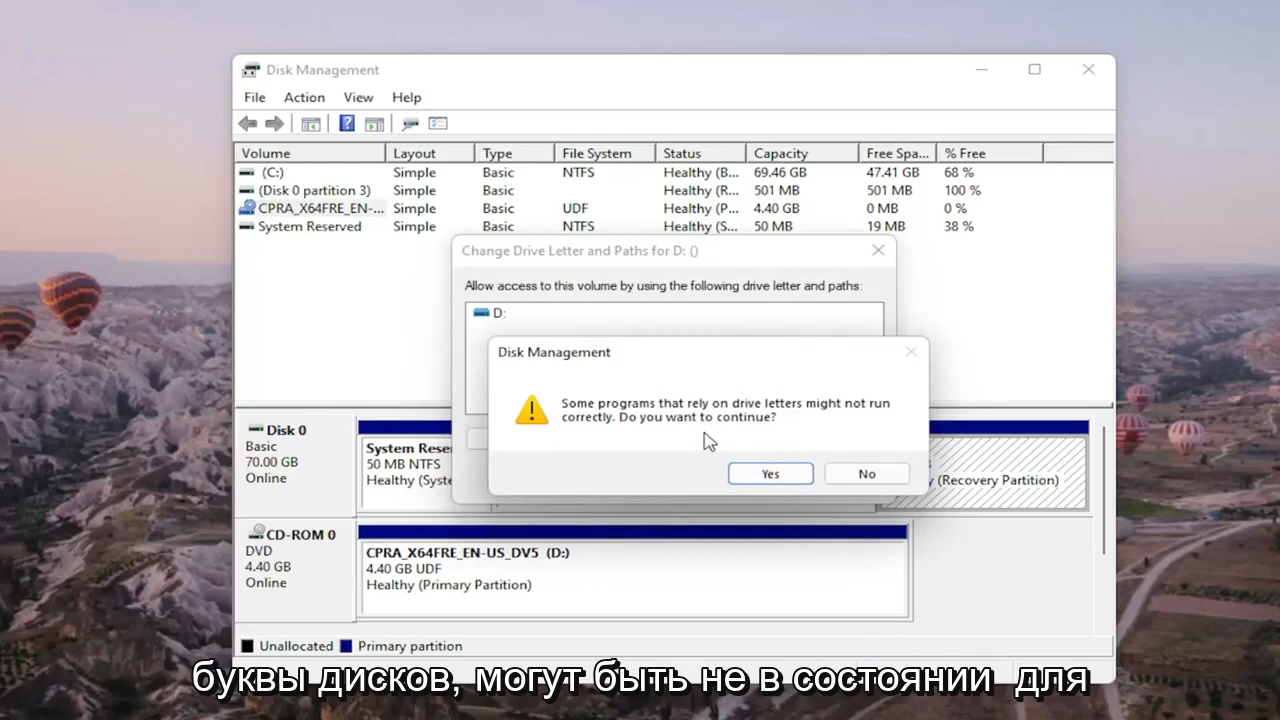 Disk Management
File Action View Help
Volume Layout Type File System Status Capacity Free Spa... % Free
(C:) Simple Basic NTFS Healthy (B... 69.46 GB 47.41 GB 68 %
(Disk 0 partition 3) Simple Basic Healthy (R... 501 MB 501 MB 100 %
CPRA_X64FRE_EN-... Simple Basic UDF Healthy (P... 4.40 GB 0 MB 0 %
System Reserved Simple Basic NTFS Healthy (S... 50 MB 19 MB 38 %
Change Drive Letter and Paths for D: ()
Allow access to this volume by using the following drive letter and paths:
D:
Disk Management
Some programs that rely on drive letters might not run
correctly. Do you want to continue?
Yes No
Disk 0
Basic
70.00 GB
Online
System Rese
50 MB NTFS
Healthy (Syste
(Recovery Partition)
CD-ROM 0
DVD
4.40 GB
Online
CPRA_X64FRE_EN-US_DV5 (D:)
4.40 GB UDF
Healthy (Primary Partition)
Unallocated Primary partition
буквы дисков, могут быть не в состоянии для